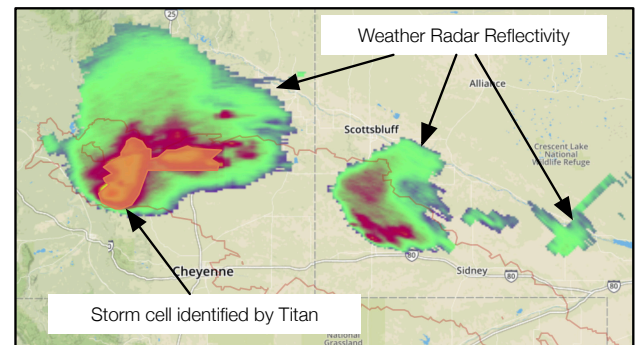 25
Weather Radar Reflectivity
Alliance
Scottsbluff
Crescent Lake
National
Wildlife Refuge
80
Cheyenne
Sidney
80
80
Storm cell identified by Titan
National
Grassland